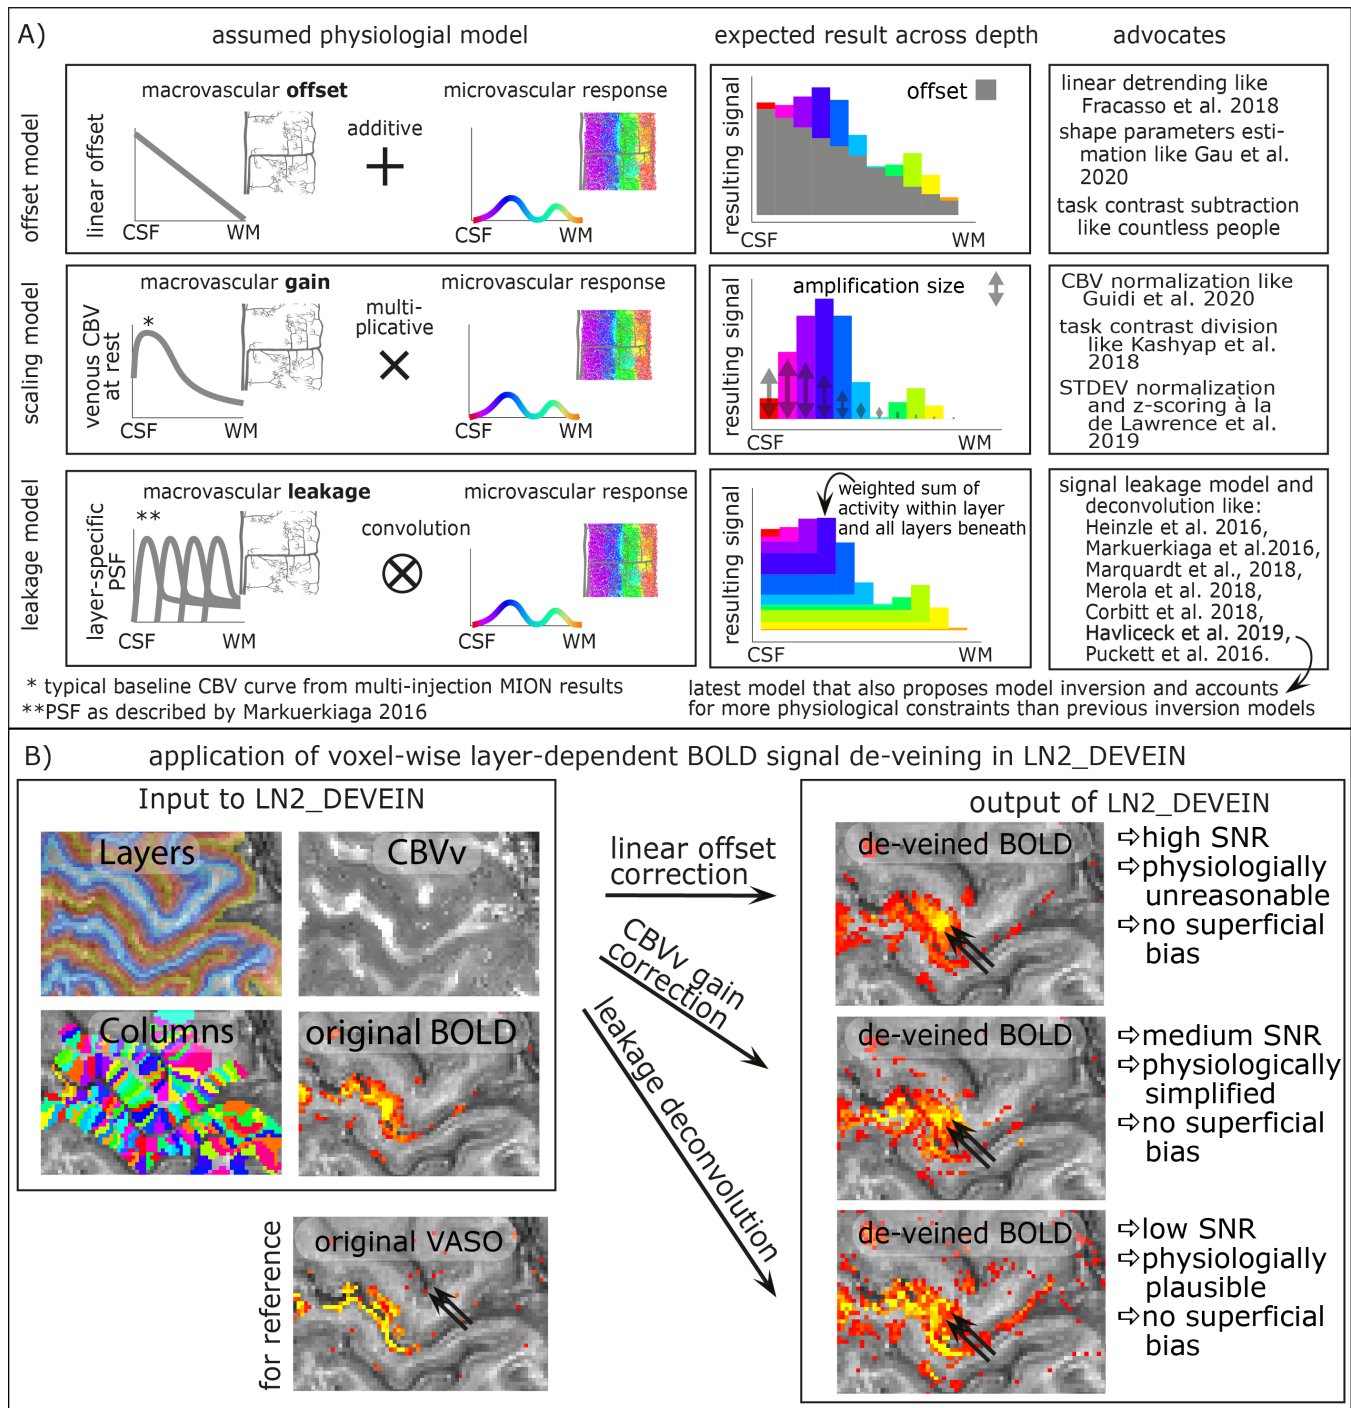 A)
assumed physiologial model
expected result across depth
advocates
offset model
linear offset
macrovascular offset
CSF
WM
additive
+
microvascular response
CSF
WM
resulting signal
offset
CSF
WM
linear detrending like
Fracasso et al. 2018
shape parameters esti-
mation like Gau et al.
2020
task contrast subtraction
like countless people
scaling model
venous CBV
at rest
macrovascular gain
*
CSF
WM
multi-
plicative
×
microvascular response
CSF
WM
resulting signal
amplification size
CSF
WM
CBV normalization like
Guidi et al. 2020
task contrast division
like Kashyap et al.
2018
STDEV normalization
and z-scoring à la
de Lawrence et al.
2019
leakage model
layer-specific
PSF
macrovascular leakage
**
CSF
WM
convolution
⊗
microvascular response
CSF
WM
resulting signal
weighted sum of
activity within layer
and all layers beneath
CSF
WM
signal leakage model and
deconvolution like:
Heinzle et al. 2016,
Markuerkiaga et al.2016,
Marquardt et al., 2018,
Merola et al. 2018,
Corbitt et al. 2018,
Havliceck et al. 2019,
Puckett et al. 2016.
* typical baseline CBV curve from multi-injection MION results
**PSF as described by Markuerkiaga 2016
latest model that also proposes model inversion and accounts
for more physiological constraints than previous inversion models
B)
application of voxel-wise layer-dependent BOLD signal de-veining in LN2_DEVEIN
Input to LN2_DEVEIN
Layers
CBVv
Columns
original BOLD
for reference
original VASO
linear offset
correction
CBVv gain
correction
leakage deconvolution
output of LN2_DEVEIN
de-veined BOLD
⇨high SNR
⇨physiologially
unreasonable
⇨no superficial
bias
de-veined BOLD
⇨medium SNR
⇨physiologically
simplified
⇨no superficial
bias
de-veined BOLD
⇨low SNR
⇨physiologially
plausible
⇨no superficial
bias